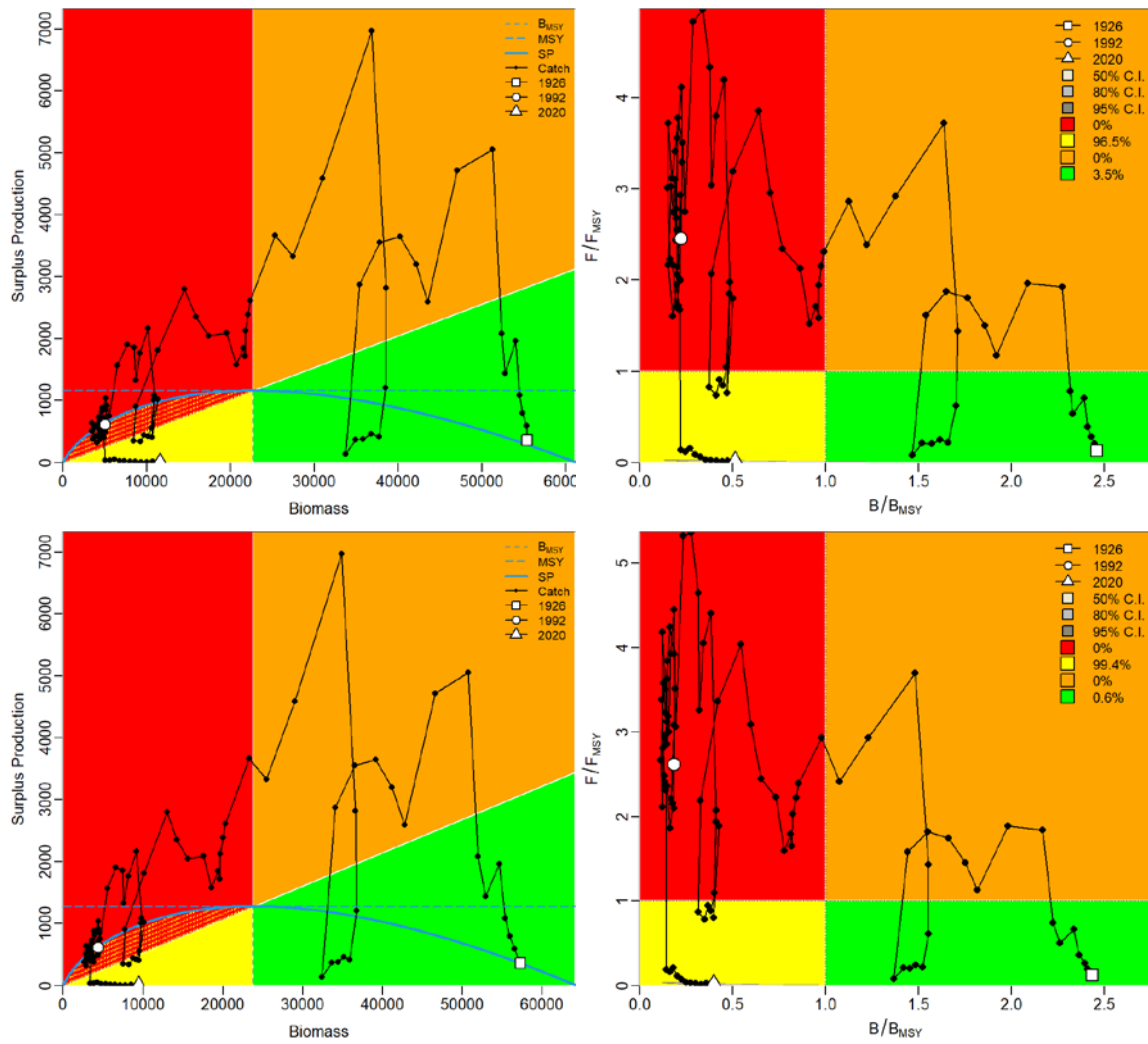 7000
6000
5000
4000
3000
2000
1000
0
Surplus Production
B_MSY
MSY
SP
Catch
1926
1992
2020
0 10000 20000 30000 40000 50000 6000
Biomass
4
3
2
1
0
F/F_MSY
1926
1992
2020
50% C.I.
80% C.I.
95% C.I.
0%
96.5%
0%
3.5%
0.0 0.5 1.0 1.5 2.0 2.5
B/B_MSY
7000
6000
5000
4000
3000
2000
1000
0
Surplus Production
B_MSY
MSY
SP
Catch
1926
1992
2020
0 10000 20000 30000 40000 50000 60000
Biomass
5
4
3
2
1
0
F/F_MSY
1926
1992
2020
50% C.I.
80% C.I.
95% C.I.
0%
99.4%
0%
0.6%
0.0 0.5 1.0 1.5 2.0 2.5
B/B_MSY